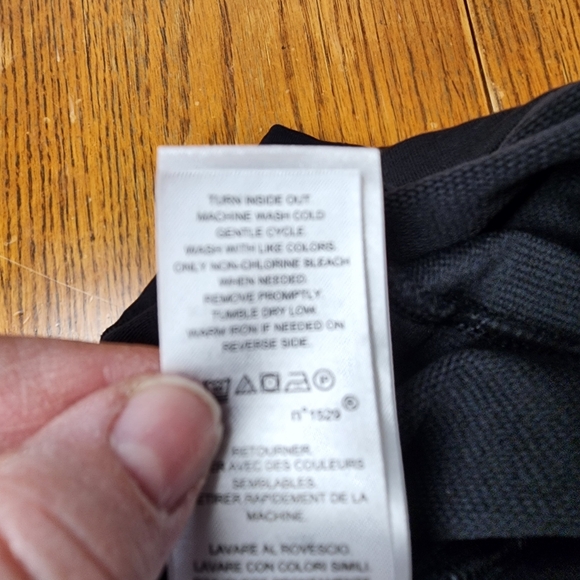 TURN INSIDE OUT.
MACHINE WASH COLD
GENTLE CYCLE.
WASH WITH LIKE COLORS.
ONLY NON-CHLORINE BLEACH
WHEN NEEDED.
REMOVE PROMPTLY.
TUMBLE DRY LOW.
WARM IRON IF NEEDED ON
REVERSE SIDE.
P
n°1529 ®
RETOURNER.
AVEC DES COULEURS
SEMBLABLES.
RAPIDEMENT DE LA
MACHINE.
LAVARE AL ROVESCIO.
LAVARE CON COLORI SIMILI.